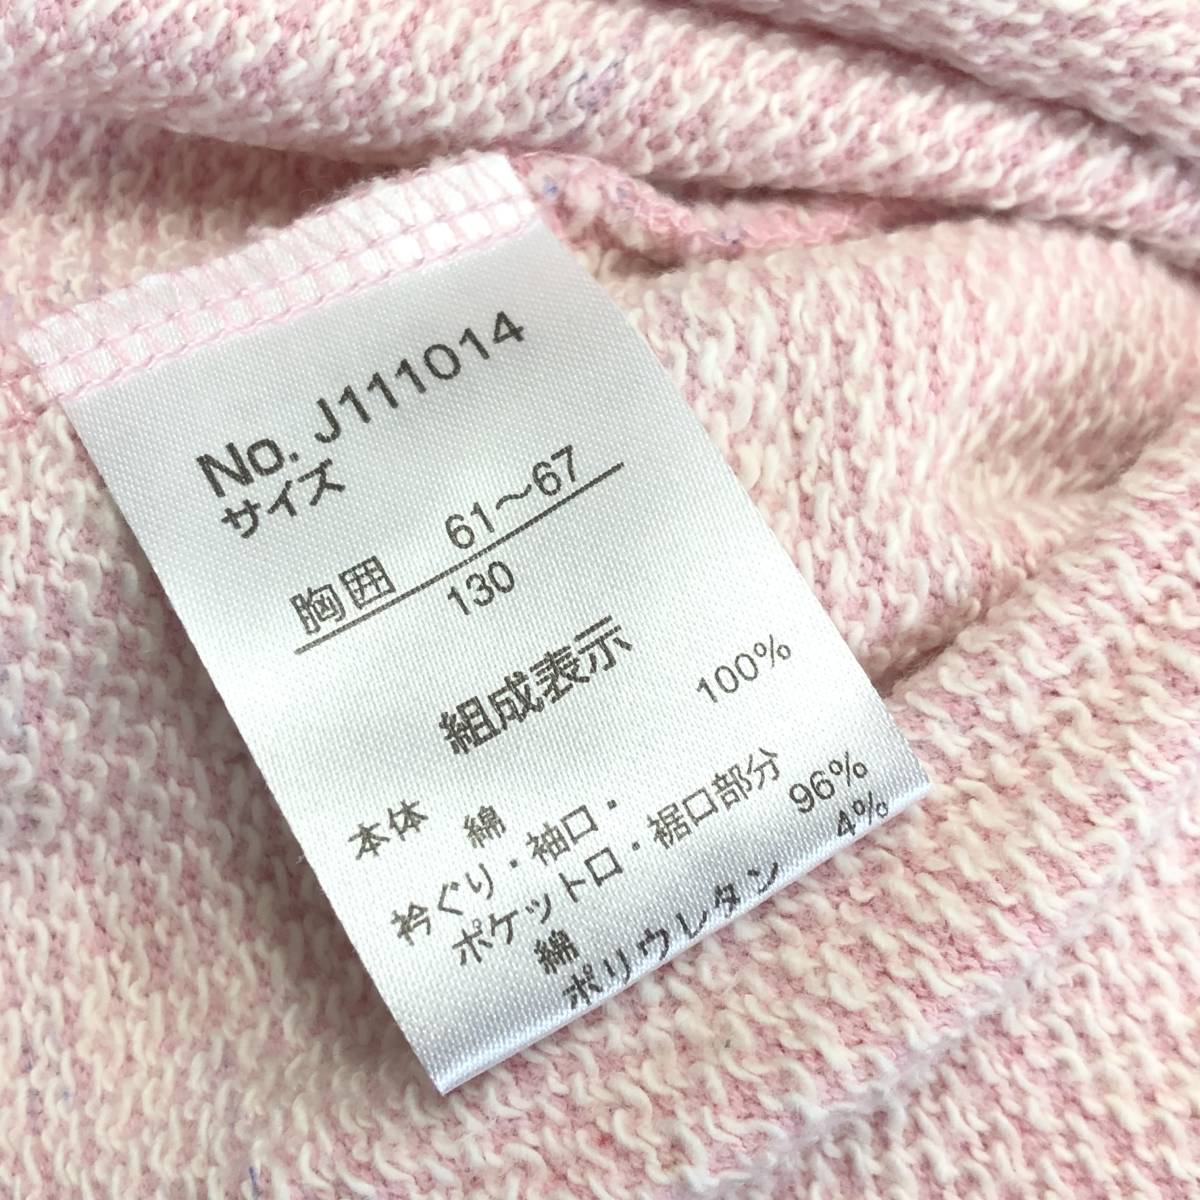 No. J111014
サイズ
胸囲 61～67
130
組成表示
本体 綿 100%
衿ぐり・袖口・
ポケット口・裾口部分
綿 96%
ポリウレタン 4%